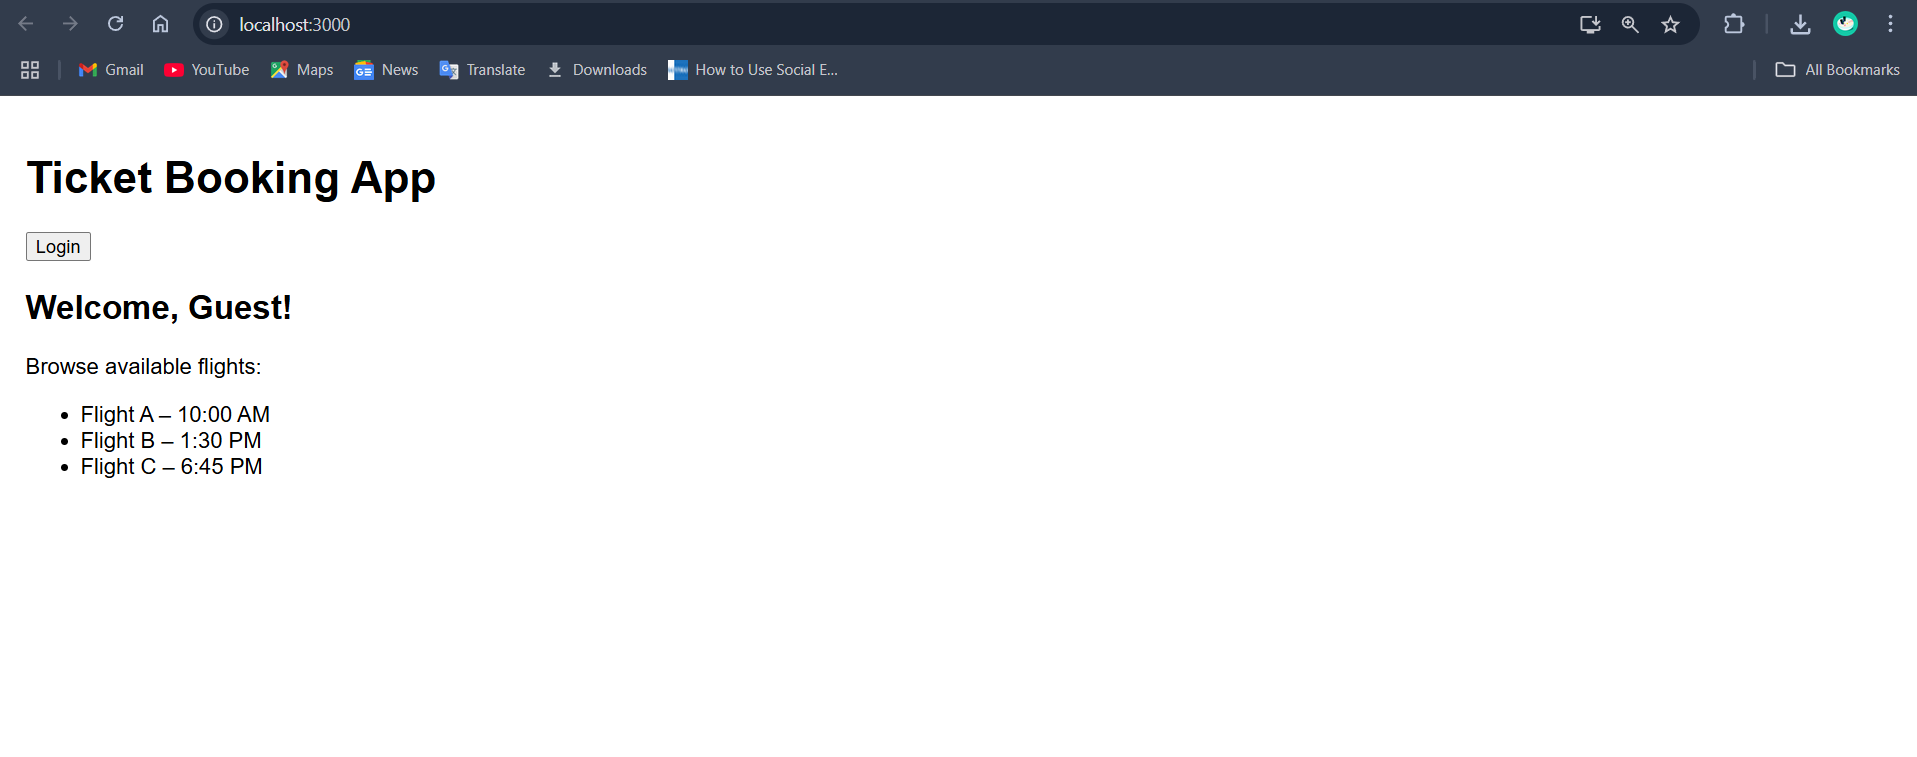 localhost:3000
Gmail YouTube Maps News Translate Downloads How to Use Social E... All Bookmarks
Ticket Booking App
Login
Welcome, Guest!
Browse available flights:
• Flight A – 10:00 AM
• Flight B – 1:30 PM
• Flight C – 6:45 PM